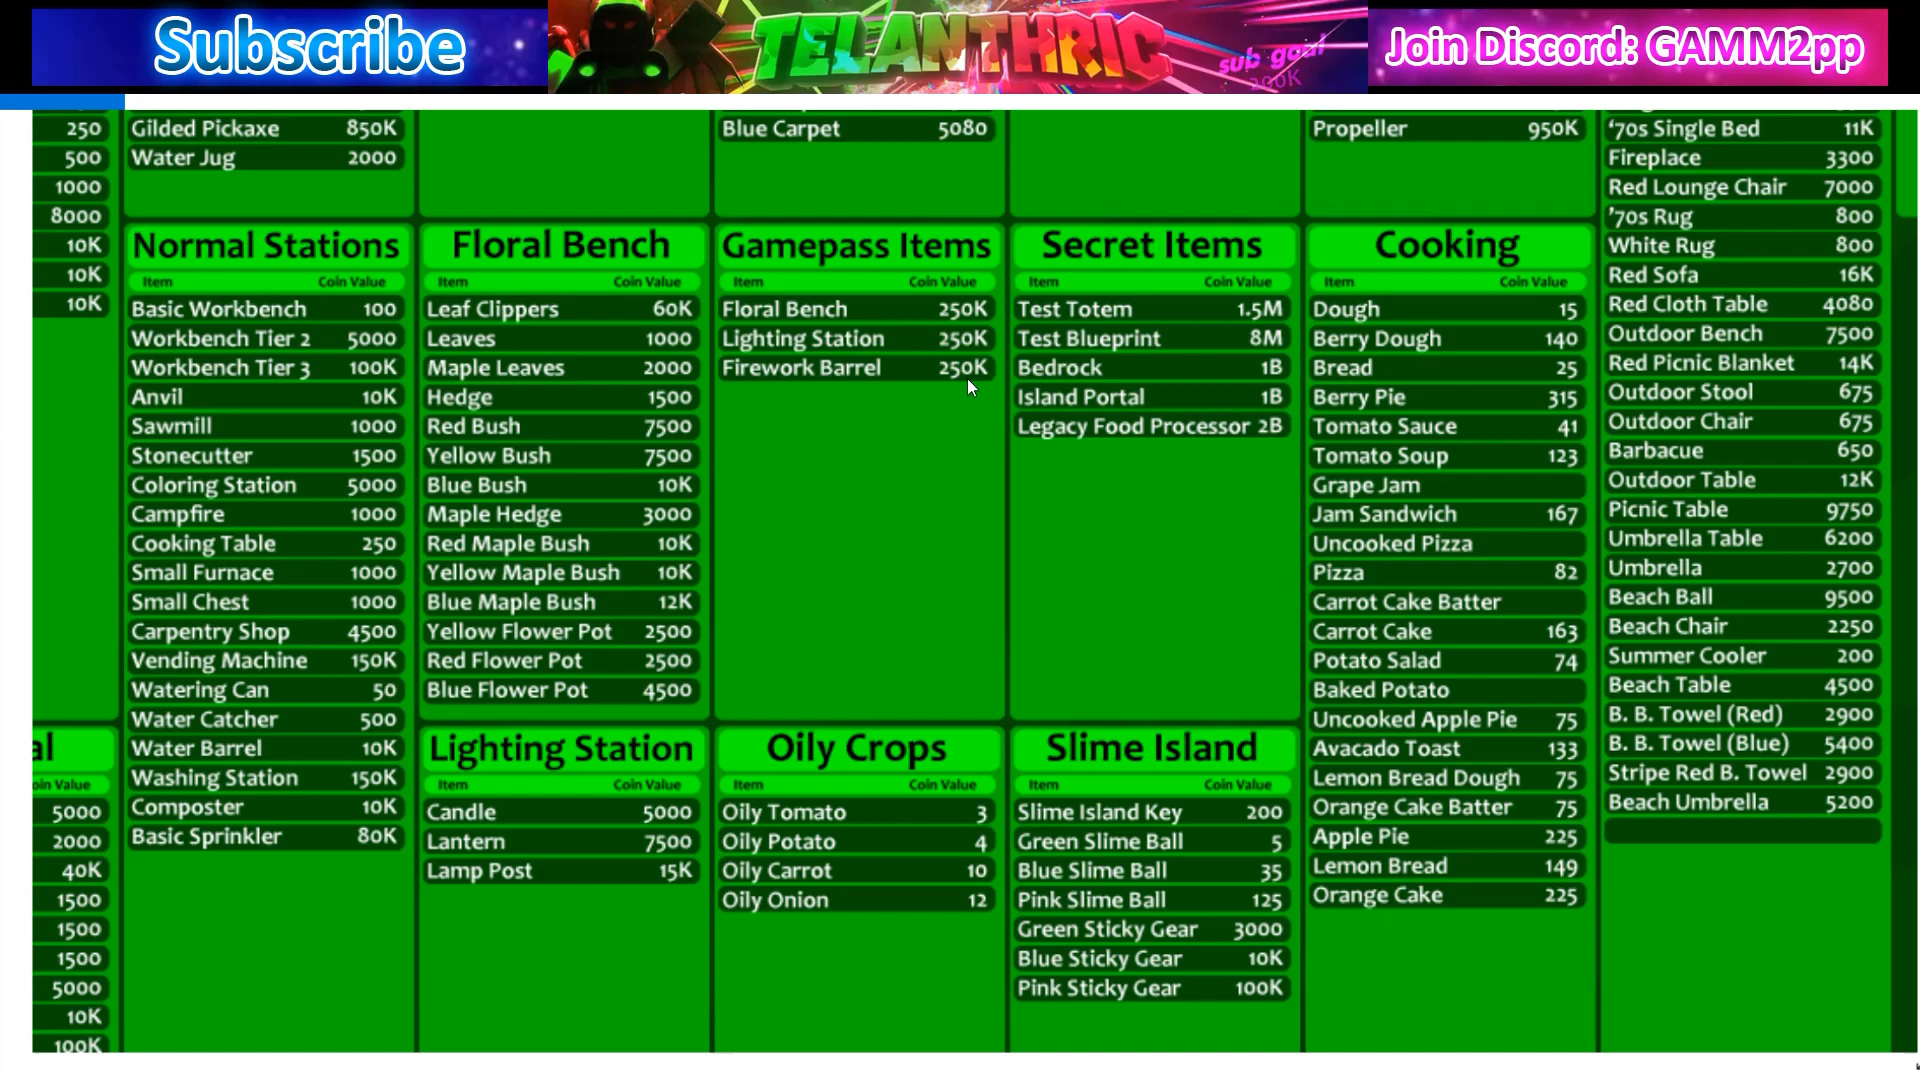 Subscribe
TELANTHRIC
sub goal
200K
Join Discord: GAMM2pp
250
500
1000
8000
10K
10K
10K
al
oin Value
5000
2000
40K
1500
1500
1500
5000
10K
100K
Gilded Pickaxe 850K
Water Jug 2000
Normal Stations
Item Coin Value
Basic Workbench 100
Workbench Tier 2 5000
Workbench Tier 3 100K
Anvil 10K
Sawmill 1000
Stonecutter 1500
Coloring Station 5000
Campfire 1000
Cooking Table 250
Small Furnace 1000
Small Chest 1000
Carpentry Shop 4500
Vending Machine 150K
Watering Can 50
Water Catcher 500
Water Barrel 10K
Washing Station 150K
Composter 10K
Basic Sprinkler 80K
Floral Bench
Item Coin Value
Leaf Clippers 60K
Leaves 1000
Maple Leaves 2000
Hedge 1500
Red Bush 7500
Yellow Bush 7500
Blue Bush 10K
Maple Hedge 3000
Red Maple Bush 10K
Yellow Maple Bush 10K
Blue Maple Bush 12K
Yellow Flower Pot 2500
Red Flower Pot 2500
Blue Flower Pot 4500
Lighting Station
Item Coin Value
Candle 5000
Lantern 7500
Lamp Post 15K
Blue Carpet 5080
Gamepass Items
Item Coin Value
Floral Bench 250K
Lighting Station 250K
Firework Barrel 250K
Oily Crops
Item Coin Value
Oily Tomato 3
Oily Potato 4
Oily Carrot 10
Oily Onion 12
Secret Items
Item Coin Value
Test Totem 1.5M
Test Blueprint 8M
Bedrock 1B
Island Portal 1B
Legacy Food Processor 2B
Slime Island
Item Coin Value
Slime Island Key 200
Green Slime Ball 5
Blue Slime Ball 35
Pink Slime Ball 125
Green Sticky Gear 3000
Blue Sticky Gear 10K
Pink Sticky Gear 100K
Propeller 950K
Cooking
Item Coin Value
Dough 15
Berry Dough 140
Bread 25
Berry Pie 315
Tomato Sauce 41
Tomato Soup 123
Grape Jam
Jam Sandwich 167
Uncooked Pizza
Pizza 82
Carrot Cake Batter
Carrot Cake 163
Potato Salad 74
Baked Potato
Uncooked Apple Pie 75
Avacado Toast 133
Lemon Bread Dough 75
Orange Cake Batter 75
Apple Pie 225
Lemon Bread 149
Orange Cake 225
'70s Single Bed 11K
Fireplace 3300
Red Lounge Chair 7000
'70s Rug 800
White Rug 800
Red Sofa 16K
Red Cloth Table 4080
Outdoor Bench 7500
Red Picnic Blanket 14K
Outdoor Stool 675
Outdoor Chair 675
Barbacue 650
Outdoor Table 12K
Picnic Table 9750
Umbrella Table 6200
Umbrella 2700
Beach Ball 9500
Beach Chair 2250
Summer Cooler 200
Beach Table 4500
B. B. Towel (Red) 2900
B. B. Towel (Blue) 5400
Stripe Red B. Towel 2900
Beach Umbrella 5200